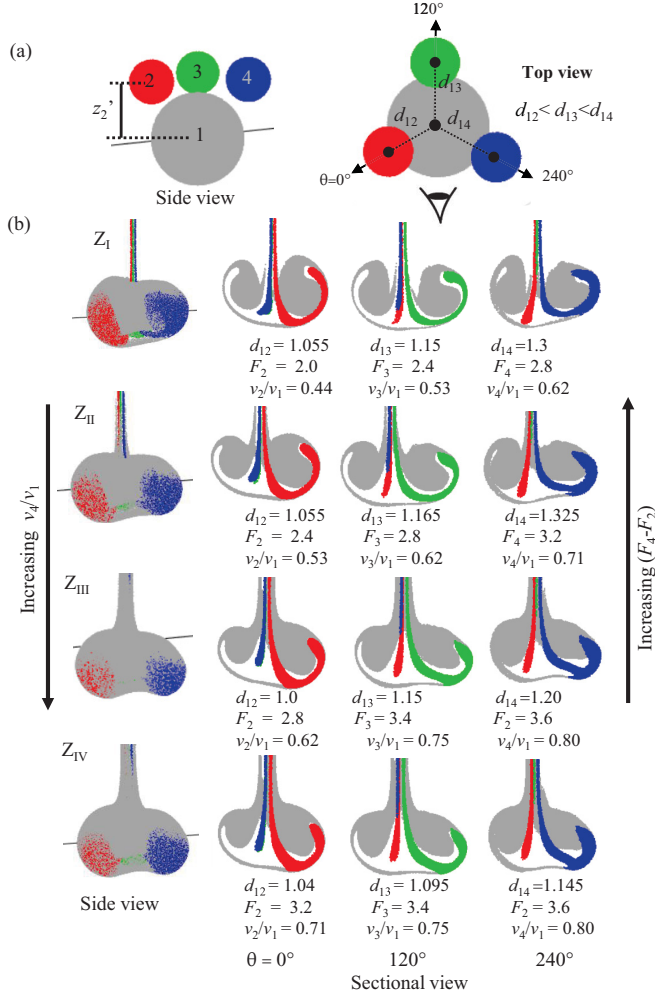 (a)
2
3
4
z₂'
1
Side view
120°
d₁₃
d₁₂
d₁₄
θ=0°
240°
Top view
d₁₂< d₁₃<d₁₄
(b)
Z_I
d₁₂ = 1.055
F₂ = 2.0
v₂/v₁ = 0.44
d₁₃ = 1.15
F₃ = 2.4
v₃/v₁ = 0.53
d₁₄ = 1.3
F₄ = 2.8
v₄/v₁ = 0.62
Z_II
d₁₂ = 1.055
F₂ = 2.4
v₂/v₁ = 0.53
d₁₃ = 1.165
F₃ = 2.8
v₃/v₁ = 0.62
d₁₄ = 1.325
F₄ = 3.2
v₄/v₁ = 0.71
Increasing v₄/v₁
Increasing (F₄-F₂)
Z_III
d₁₂ = 1.0
F₂ = 2.8
v₂/v₁ = 0.62
d₁₃ = 1.15
F₃ = 3.4
v₃/v₁ = 0.75
d₁₄ = 1.20
F₂ = 3.6
v₄/v₁ = 0.80
Z_IV
d₁₂ = 1.04
F₂ = 3.2
v₂/v₁ = 0.71
d₁₃ = 1.095
F₃ = 3.4
v₃/v₁ = 0.75
d₁₄ =1.145
F₂ = 3.6
v₄/v₁ = 0.80
Side view
θ = 0°
120°
240°
Sectional view